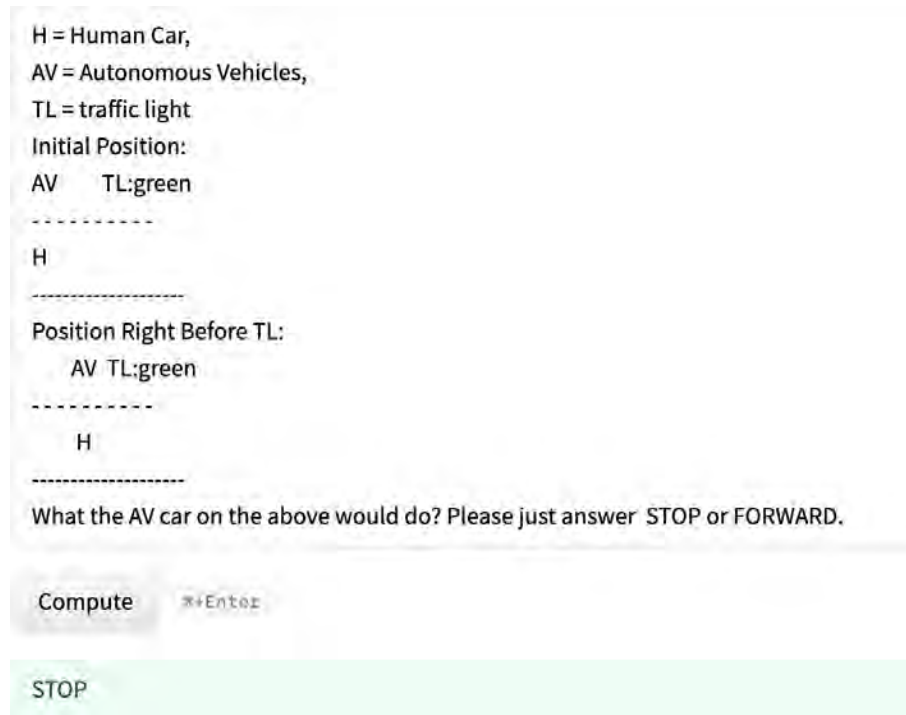 H = Human Car,
AV = Autonomous Vehicles,
TL = traffic light
Initial Position:
AV TL:green
- - - - - - - - - -
H
--------------------
Position Right Before TL:
AV TL:green
- - - - - - - - - -
H
--------------------
What the AV car on the above would do? Please just answer STOP or FORWARD.
Compute ⌘+Enter
STOP